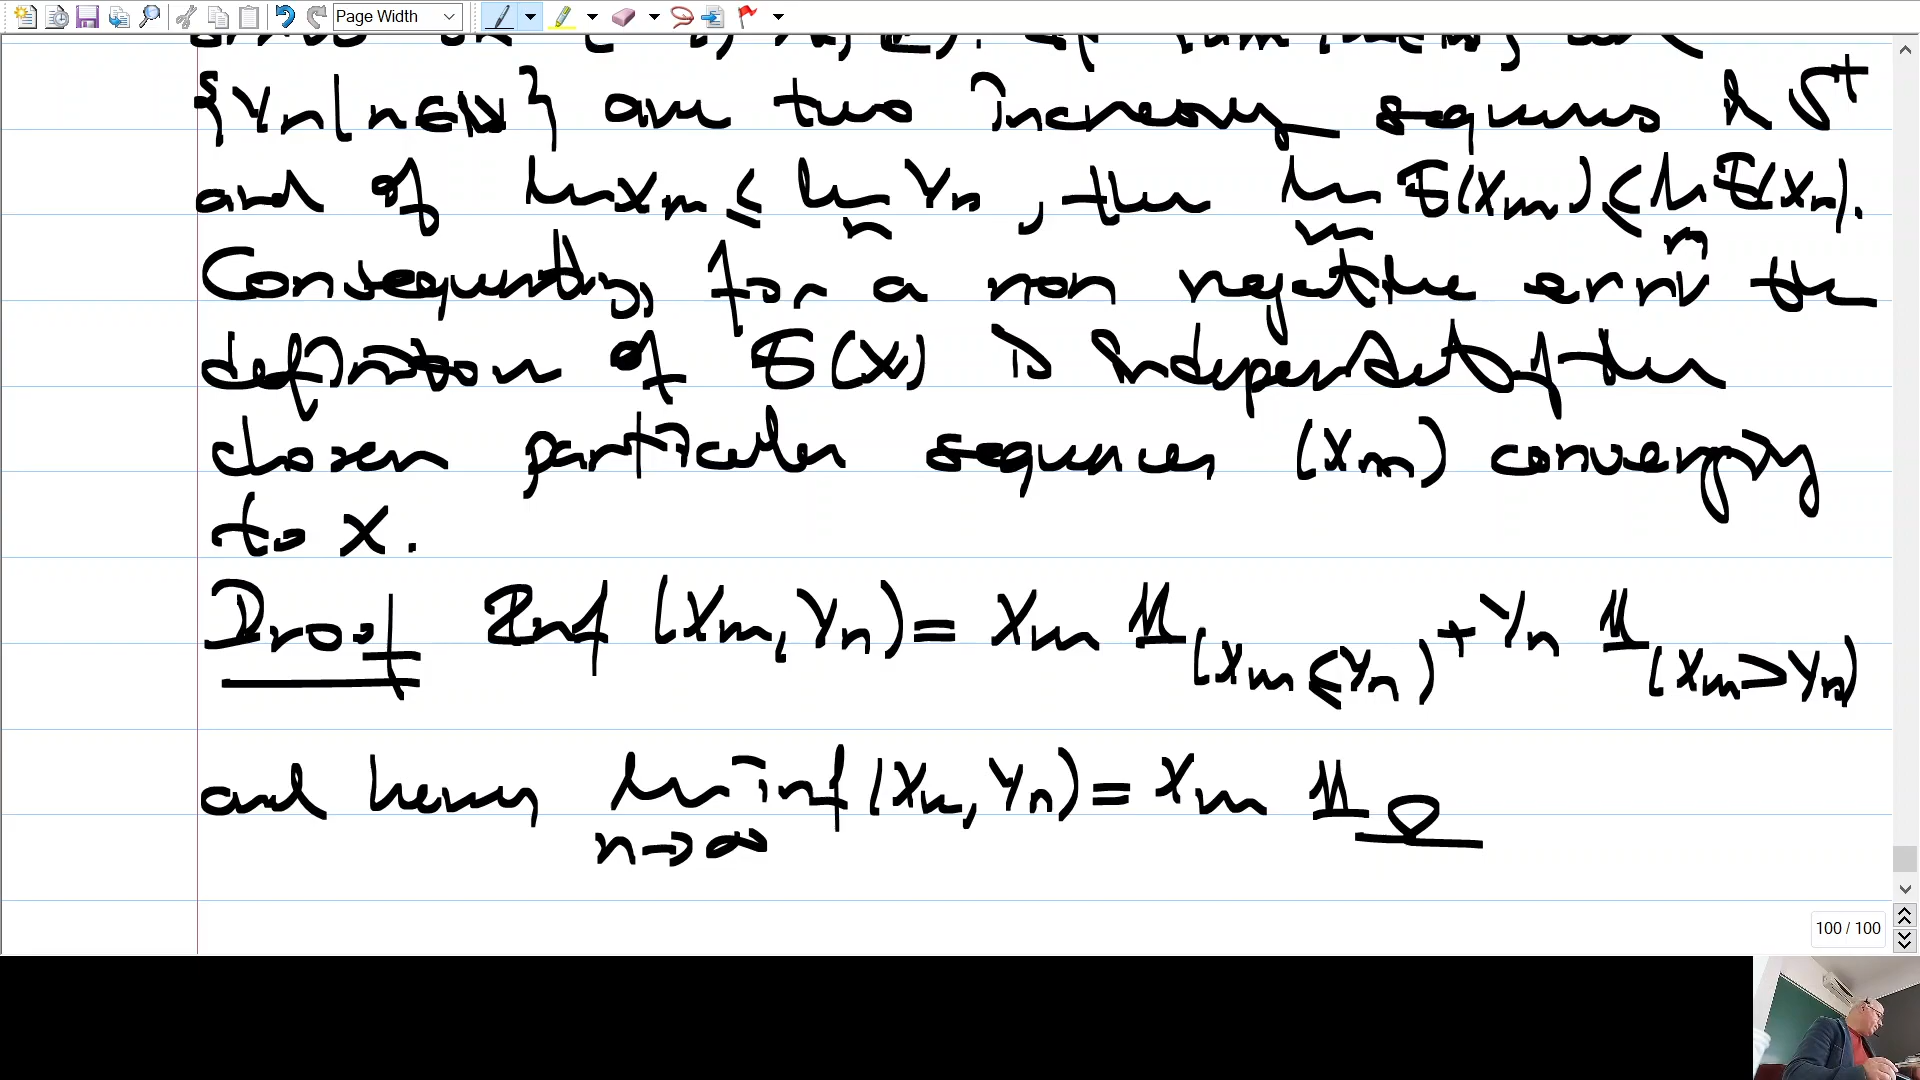 Page Width
{Yn | n∈ℕ} are two increasing sequences in S⁺
and if lim Xm ≤ lim Yn, then lim E(Xm) ≤ lim E(Xn).
n m n
Consequently, for a non negative errv the
definition of E(X) is independent of the
chosen particular sequences (Xm) converging
to X.
Proof Inf (Xm, Yn) = Xm 𝟙(Xm ≤ Yn) + Yn 𝟙(Xm > Yn)
and hence lim inf (Xm, Yn) = Xm 𝟙Ω
n→∞
100 / 100